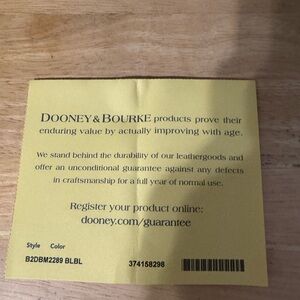 DOONEY & BOURKE products prove their
enduring value by actually improving with age.
We stand behind the durability of our leathergoods and
offer an unconditional guarantee against any defects
in craftsmanship for a full year of normal use.
Register your product online:
dooney.com/guarantee
Style Color
B2DBM2289 BLBL 374158298